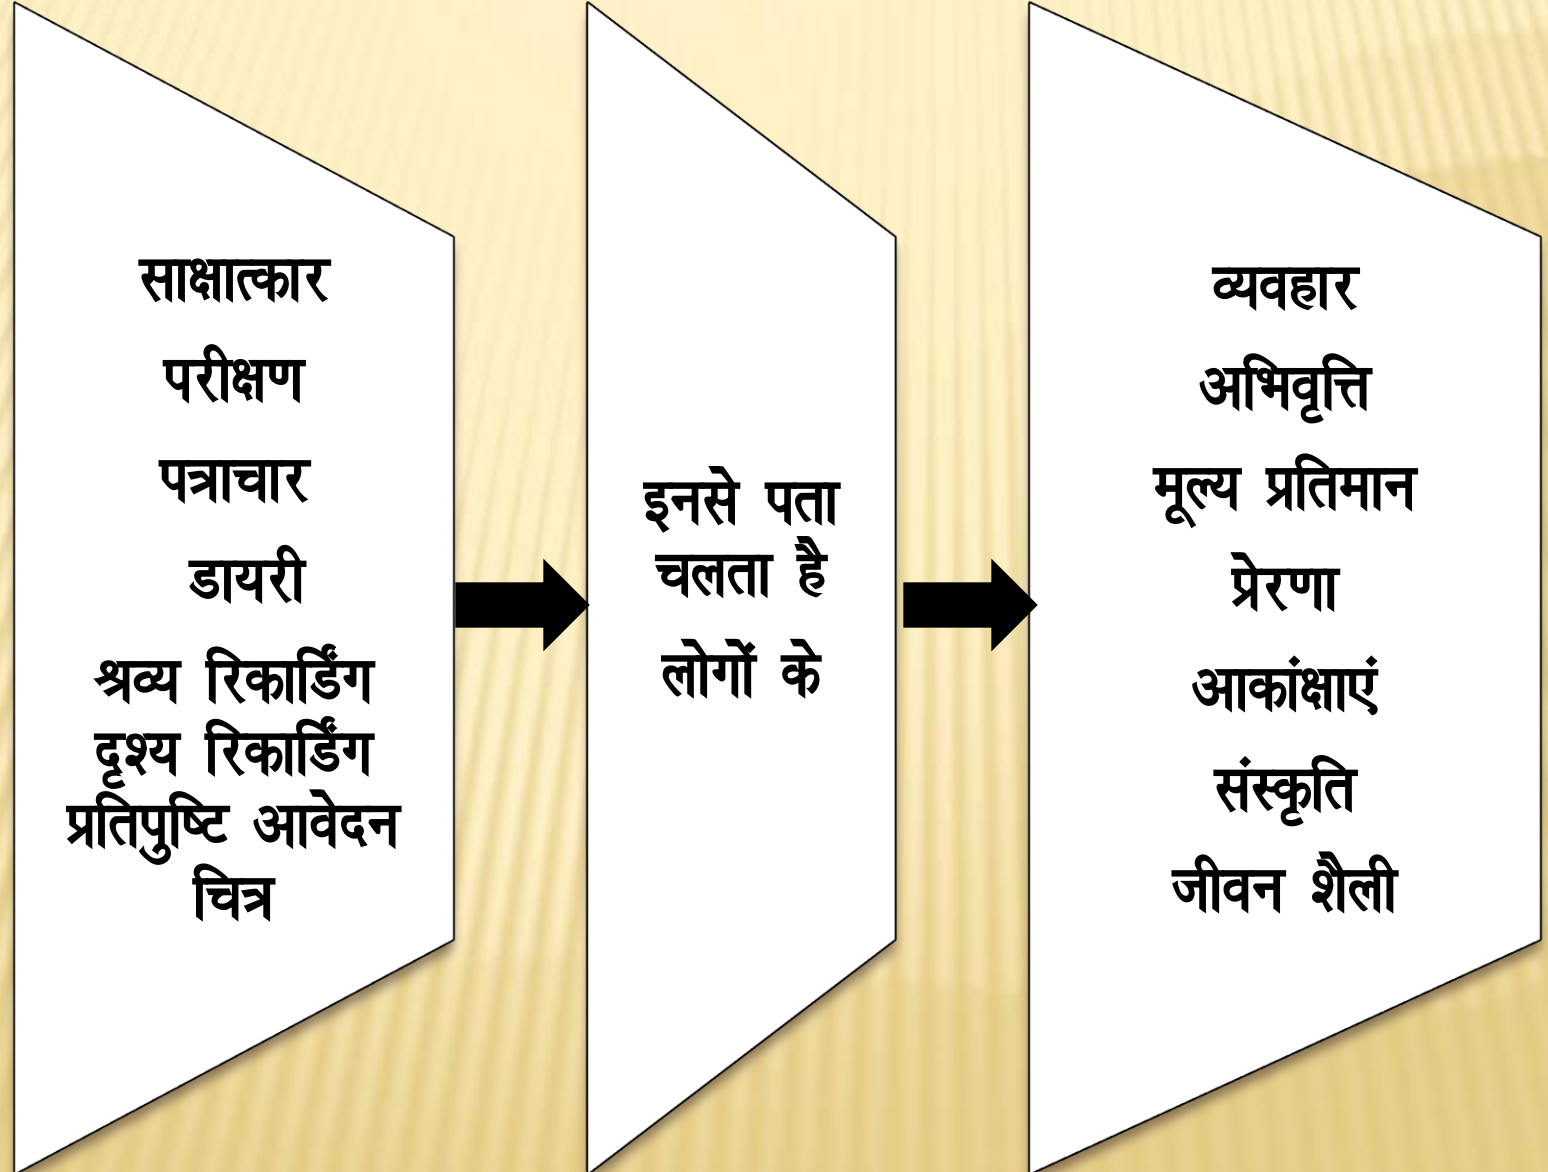 साक्षात्कार
परीक्षण
पत्राचार
डायरी
श्रव्य रिकार्डिंग
दृश्य रिकार्डिंग
प्रतिपुष्टि आवेदन
चित्र
इनसे पता
चलता है
लोगों के
व्यवहार
अभिवृत्ति
मूल्य प्रतिमान
प्रेरणा
आकांक्षाएं
संस्कृति
जीवन शैली